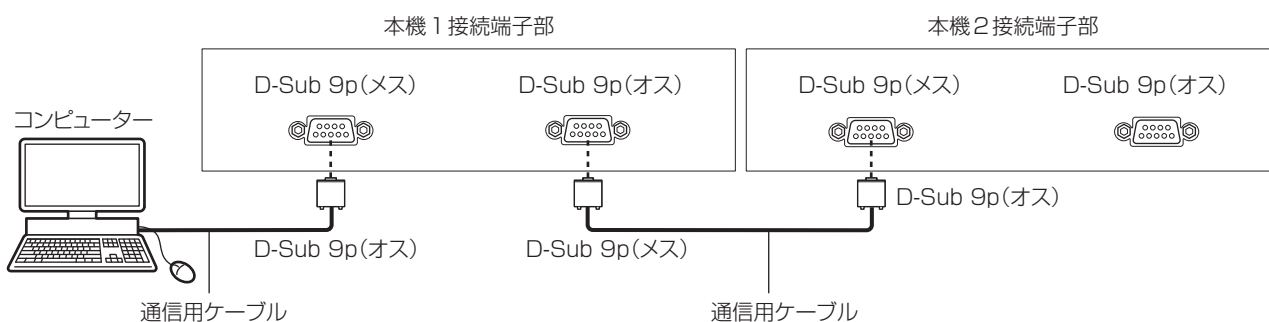 本機１接続端子部
本機２接続端子部
D-Sub 9p（メス）
D-Sub 9p（オス）
D-Sub 9p（メス）
D-Sub 9p（オス）
コンピューター
D-Sub 9p（オス）
D-Sub 9p（オス）
D-Sub 9p（メス）
通信用ケーブル
通信用ケーブル